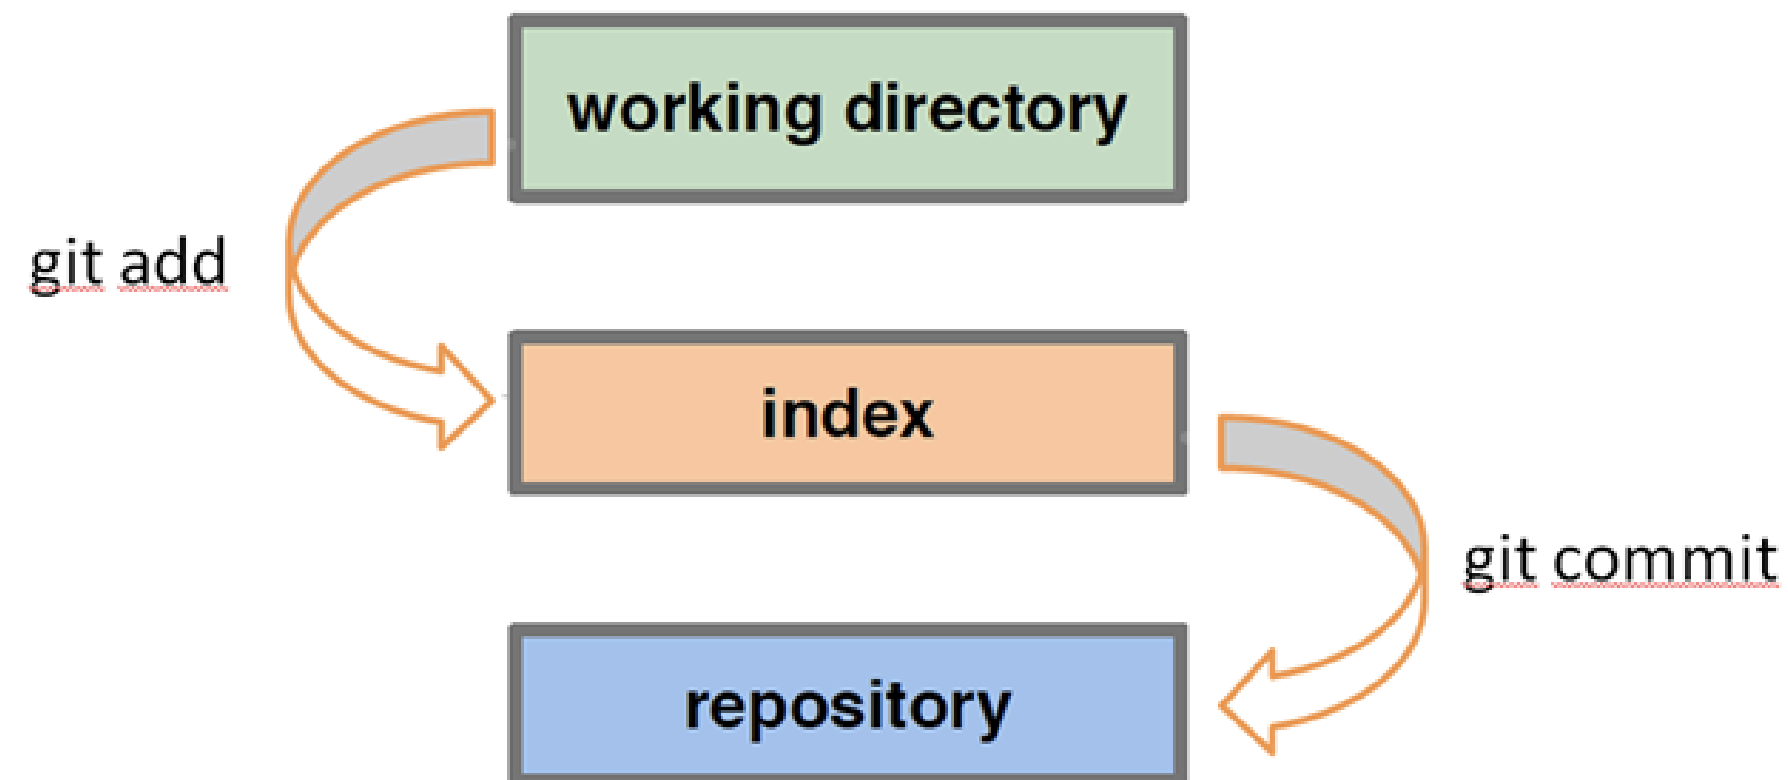 working directory
git add
index
git commit
repository